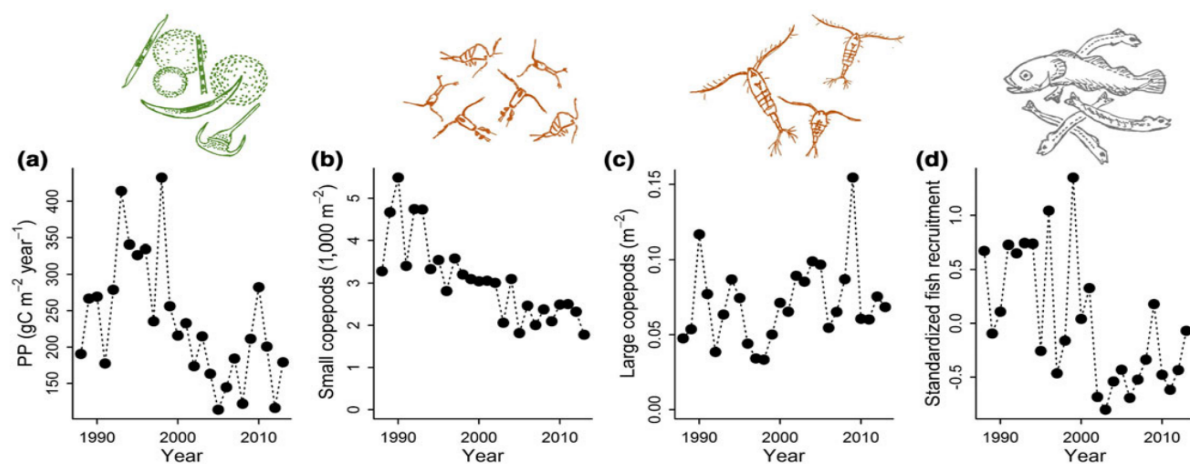 (a)
PP (gC m⁻² year⁻¹)
150 200 250 300 350 400
1990 2000 2010
Year
(b)
Small copepods (1,000 m⁻²)
0 1 2 3 4 5
1990 2000 2010
Year
(c)
Large copepods (m⁻²)
0.00 0.05 0.10 0.15
1990 2000 2010
Year
(d)
Standardized fish recruitment
-0.5 0.0 0.5 1.0
1990 2000 2010
Year